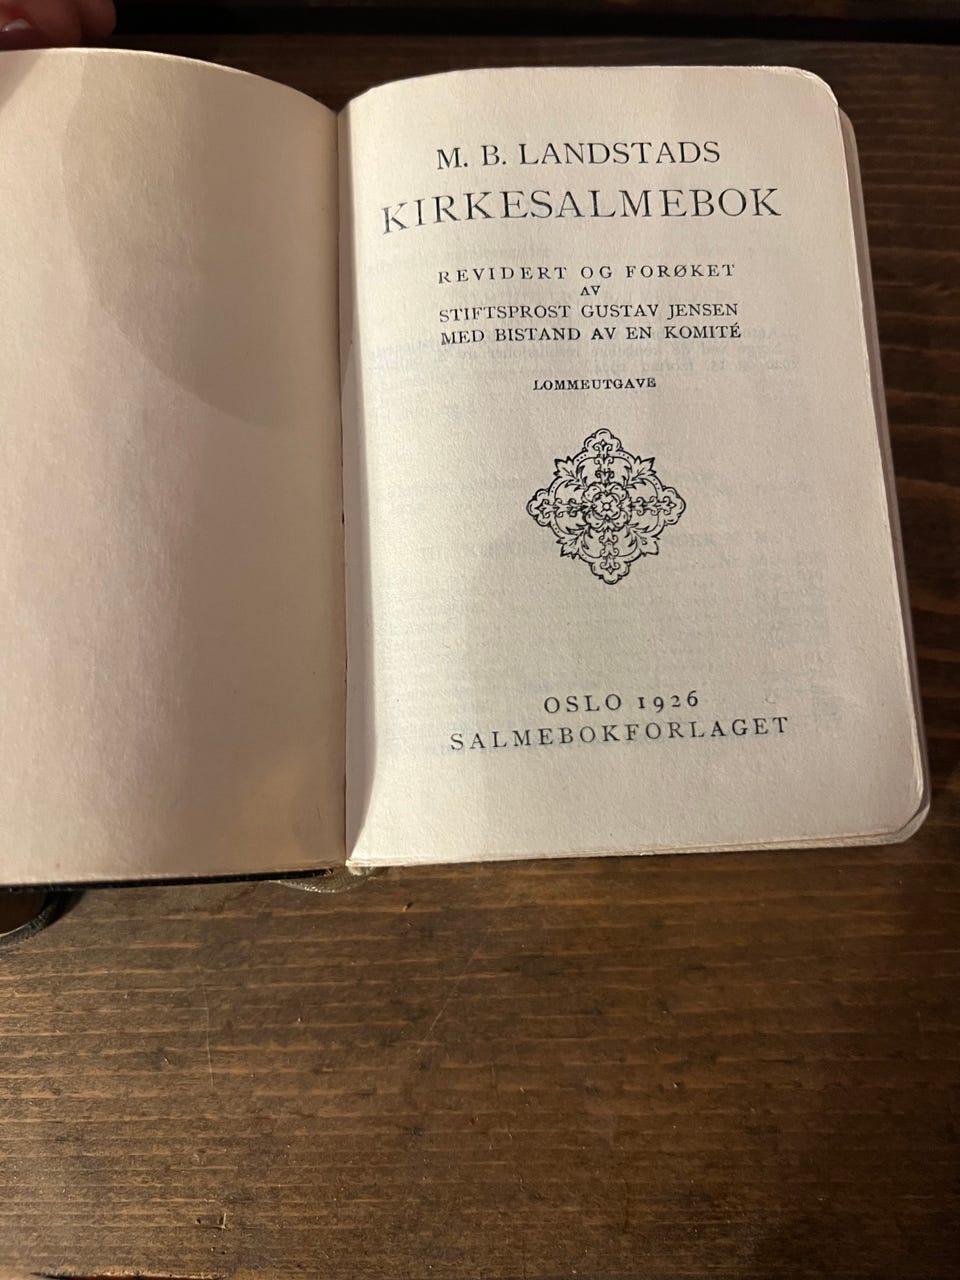 M. B. LANDSTADS
KIRKESALMEBOK
REVIDERT OG FORØKET
AV
STIFTSPROST GUSTAV JENSEN
MED BISTAND AV EN KOMITÉ
LOMMEUTGAVE
OSLO 1926
SALMEBOKFORLAGET